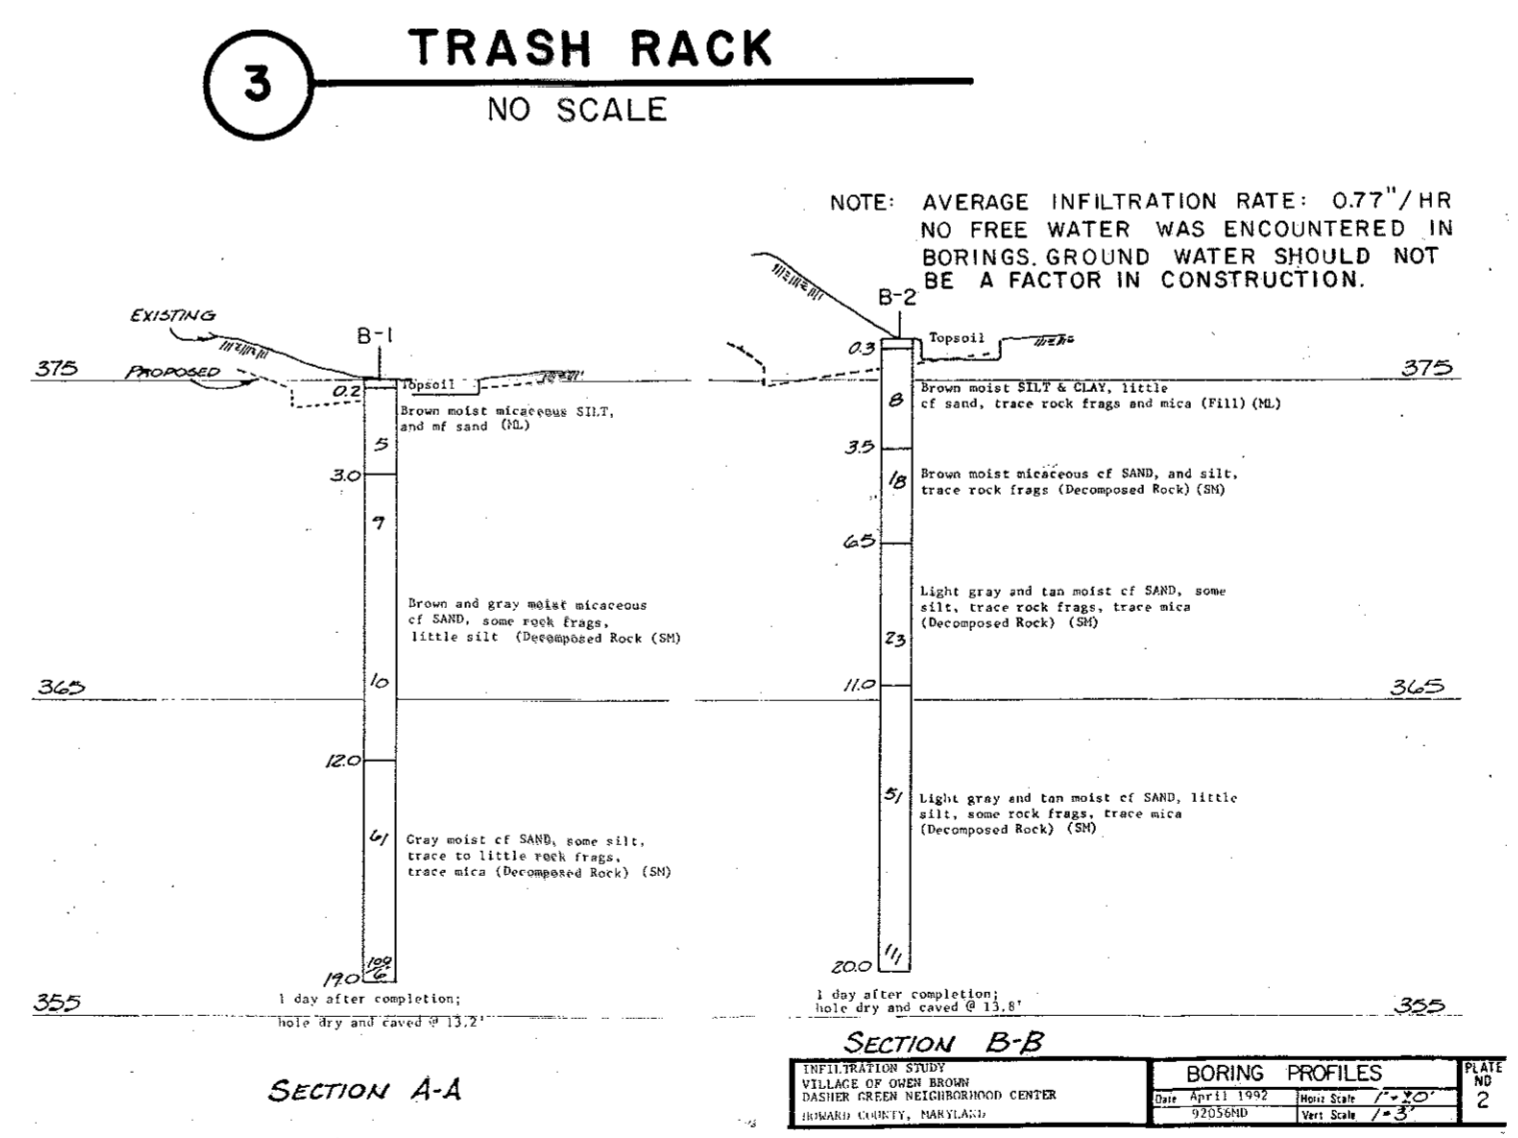 3
TRASH RACK
NO SCALE
NOTE: AVERAGE INFILTRATION RATE: 0.77"/HR
NO FREE WATER WAS ENCOUNTERED IN
BORINGS. GROUND WATER SHOULD NOT
BE A FACTOR IN CONSTRUCTION.
EXISTING
PROPOSED
375
B-1
0.2
Topsoil
Brown moist micaceous SILT,
and mf sand (ML)
5
3.0
9
Brown and gray moist micaceous
cf SAND, some rock frags,
little silt (Decomposed Rock (SM)
10
365
12.0
61
Gray moist cf SAND, some silt,
trace to little rock frags,
trace mica (Decomposed Rock) (SM)
109/6
19.0
1 day after completion;
hole dry and caved @ 13.2'
355
SECTION A-A
B-2
0.3
Topsoil
375
8
Brown moist SILT & CLAY, little
cf sand, trace rock frags and mica (Fill) (ML)
3.5
18
Brown moist micaceous cf SAND, and silt,
trace rock frags (Decomposed Rock) (SM)
6.5
Light gray and tan moist cf SAND, some
silt, trace rock frags, trace mica
(Decomposed Rock) (SM)
23
11.0
365
51
Light gray and tan moist cf SAND, little
silt, some rock frags, trace mica
(Decomposed Rock) (SM)
111
20.0
1 day after completion;
hole dry and caved @ 13.8'
355
SECTION B-B
INFILTRATION STUDY
VILLAGE OF OWEN BROWN
DASHER GREEN NEIGHBORHOOD CENTER
HOWARD COUNTY, MARYLAND
BORING PROFILES
Date April 1992
92056MD
Horiz Scale
Vert Scale 1"=3'
PLATE
NO
2